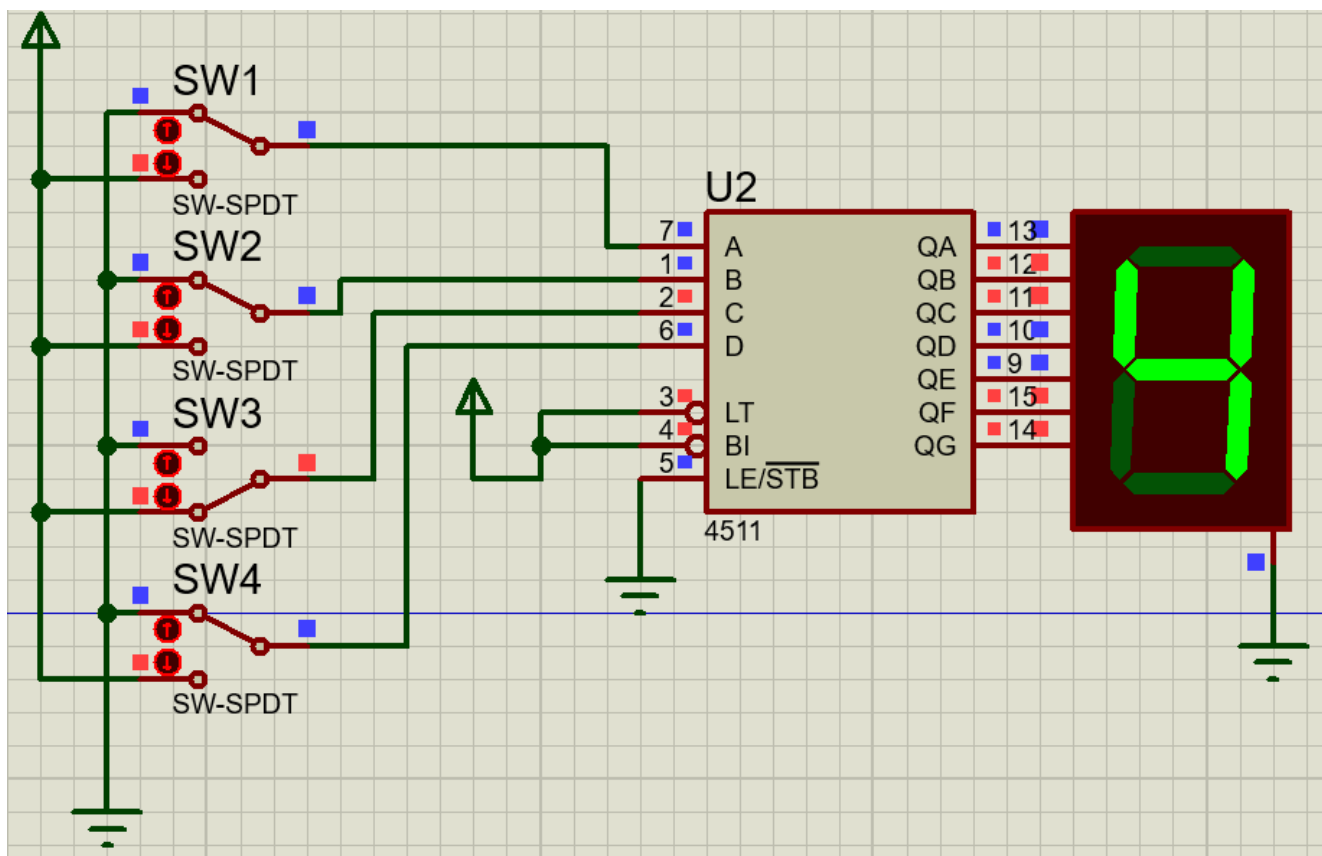 SW1
SW-SPDT
SW2
SW-SPDT
SW3
SW-SPDT
SW4
SW-SPDT
U2
7 A QA 13
1 B QB 12
2 C QC 11
6 D QD 10
QE 9
3 LT QF 15
4 BI QG 14
5 LE/STB
4511
4